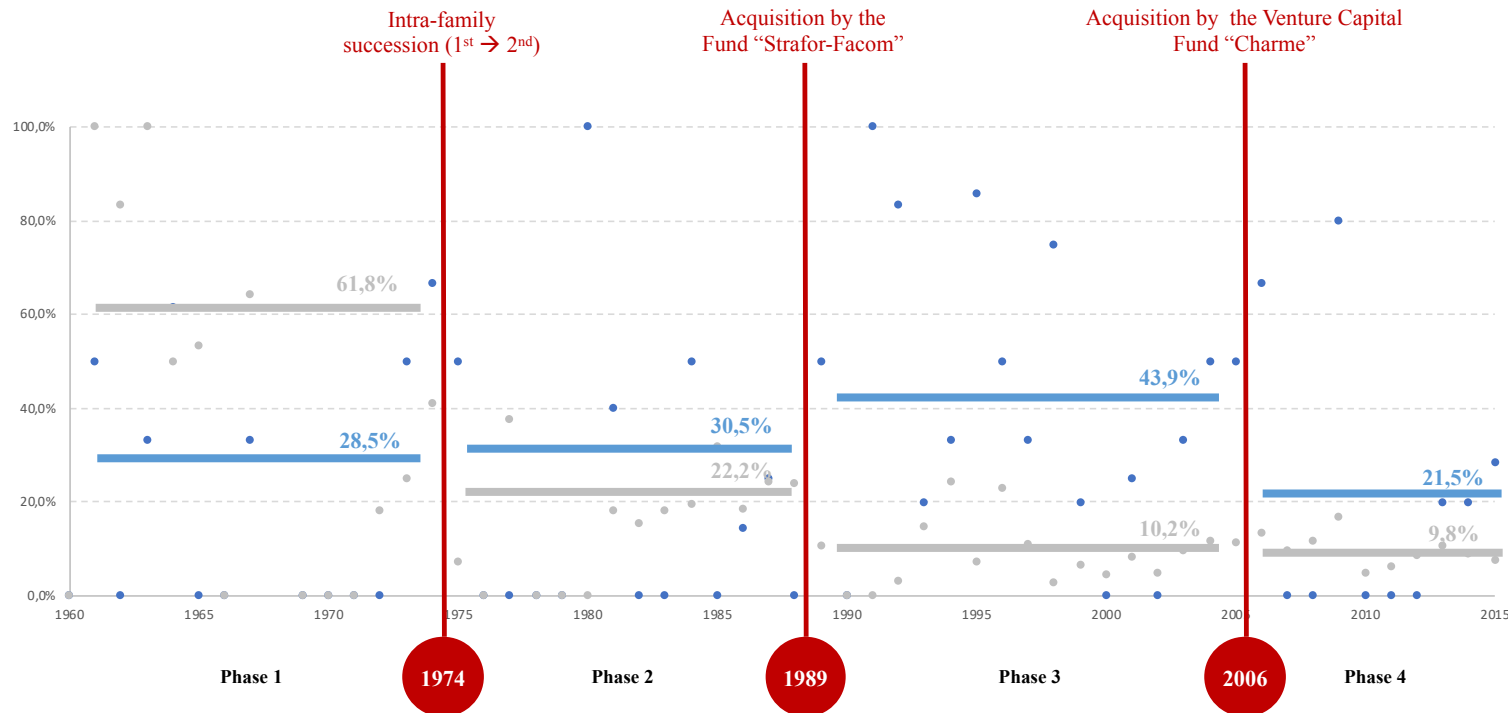 Intra-family
succession (1st → 2nd)
Acquisition by the
Fund “Strafor-Facom”
Acquisition by the Venture Capital
Fund “Charme”
100,0%
80,0%
60,0%
40,0%
20,0%
0,0%
61,8%
28,5%
30,5%
22,2%
43,9%
10,2%
21,5%
9,8%
1960
1965
1970
1975
1980
1985
1990
1995
2000
2005
2010
2015
Phase 1
1974
Phase 2
1989
Phase 3
2006
Phase 4